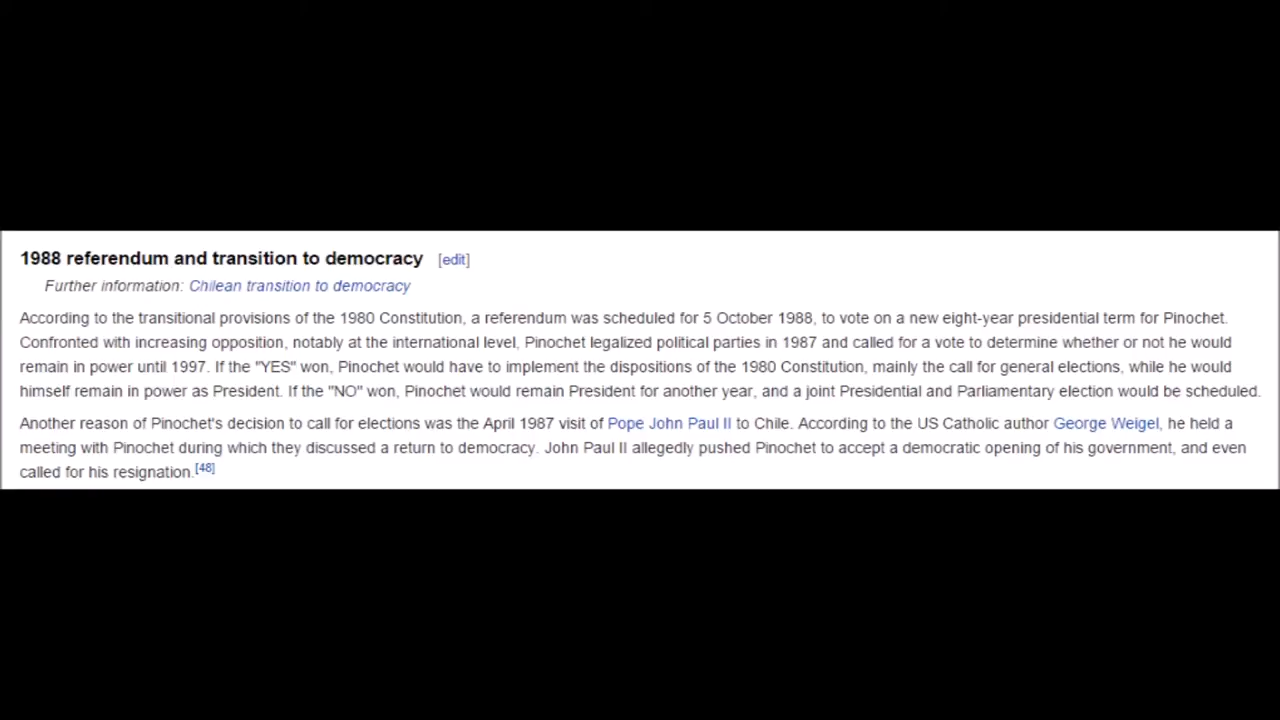 1988 referendum and transition to democracy [edit]
Further information: Chilean transition to democracy
According to the transitional provisions of the 1980 Constitution, a referendum was scheduled for 5 October 1988, to vote on a new eight-year presidential term for Pinochet.
Confronted with increasing opposition, notably at the international level, Pinochet legalized political parties in 1987 and called for a vote to determine whether or not he would
remain in power until 1997. If the "YES" won, Pinochet would have to implement the dispositions of the 1980 Constitution, mainly the call for general elections, while he would
himself remain in power as President. If the "NO" won, Pinochet would remain President for another year, and a joint Presidential and Parliamentary election would be scheduled.
Another reason of Pinochet's decision to call for elections was the April 1987 visit of Pope John Paul II to Chile. According to the US Catholic author George Weigel, he held a
meeting with Pinochet during which they discussed a return to democracy. John Paul II allegedly pushed Pinochet to accept a democratic opening of his government, and even
called for his resignation.[48]